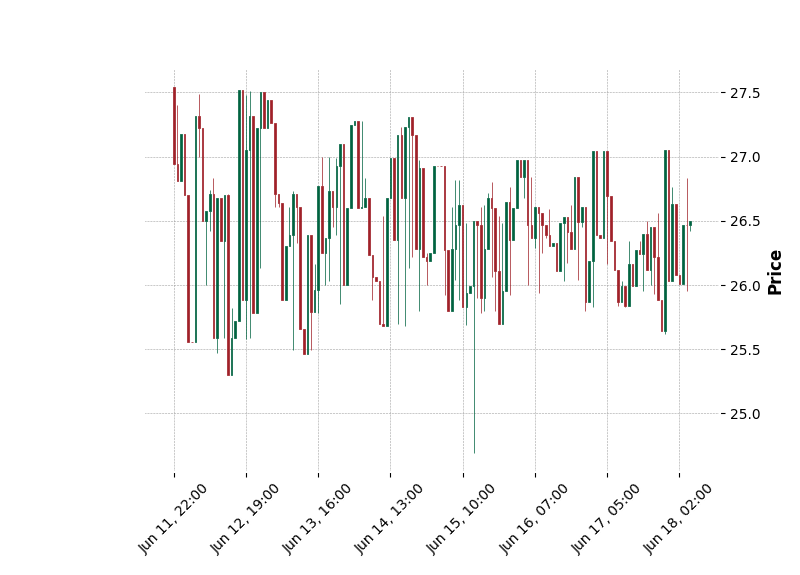 27.5
27.0
26.5
26.0
25.5
25.0
Price
Jun 11, 22:00
Jun 12, 19:00
Jun 13, 16:00
Jun 14, 13:00
Jun 15, 10:00
Jun 16, 07:00
Jun 17, 05:00
Jun 18, 02:00